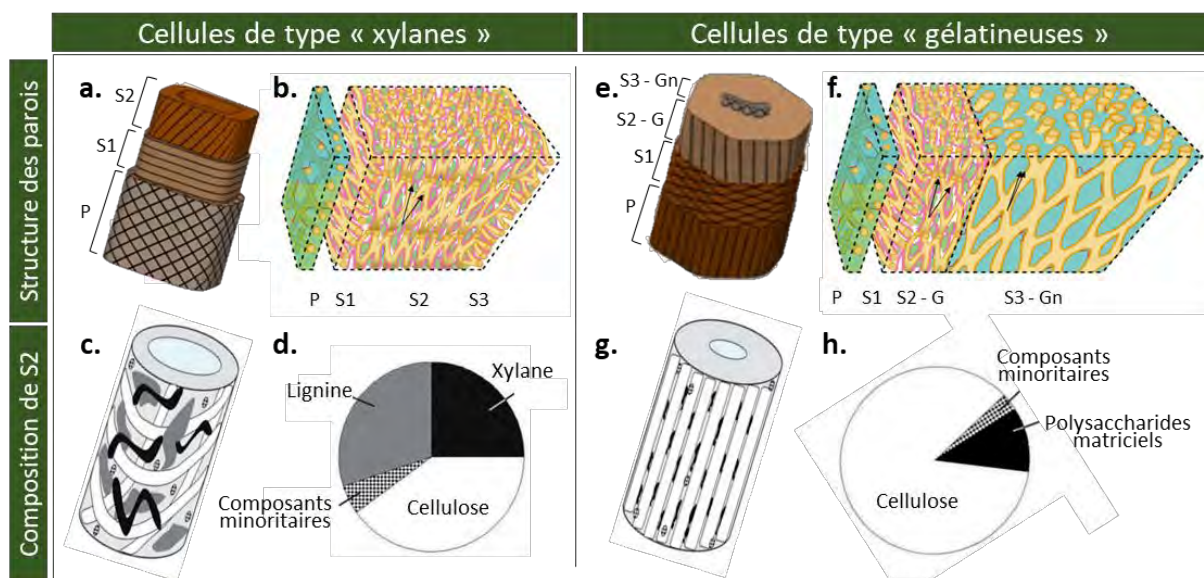 Cellules de type « xylanes »
Cellules de type « gélatineuses »
Structure des parois
a.
S2
S1
P
b.
P S1 S2 S3
e.
S3 - Gn
S2 - G
S1
P
f.
P S1 S2 - G S3 - Gn
Composition de S2
c.
d.
Lignine
Xylane
Composants
minoritaires
Cellulose
g.
h.
Composants
minoritaires
Polysaccharides
matriciels
Cellulose